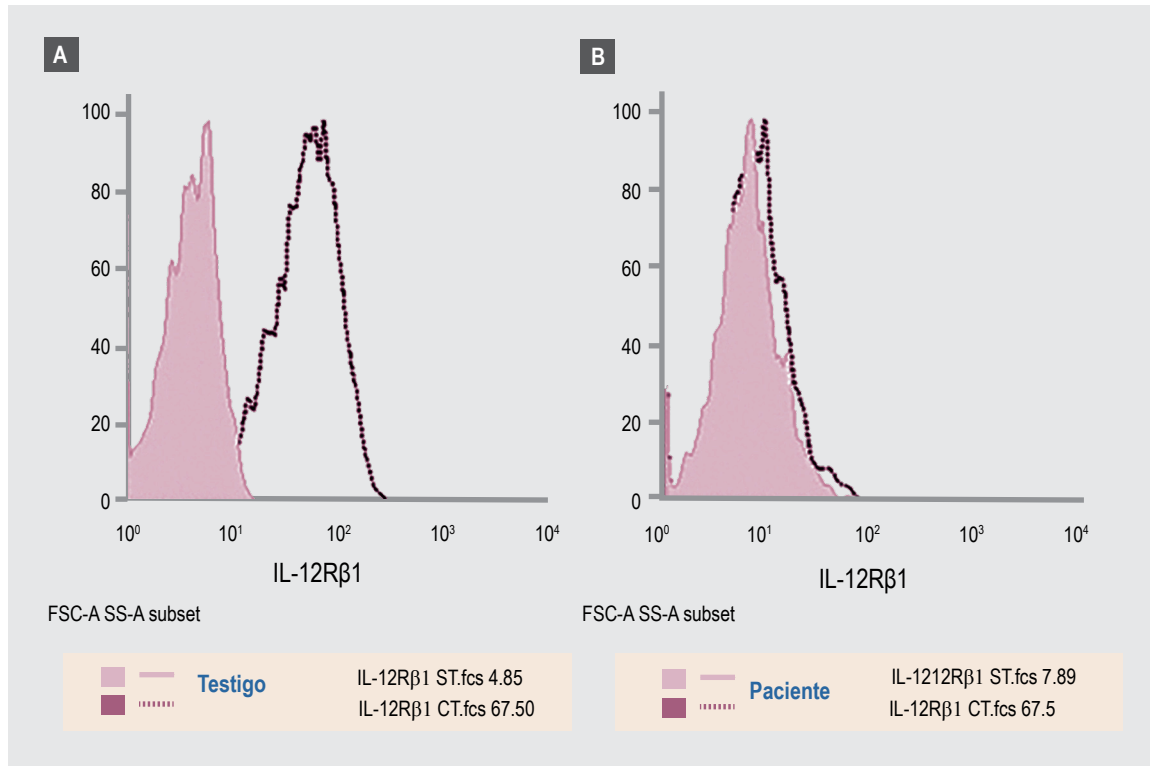 A
100
80
60
40
20
0
10⁰ 10¹ 10² 10³ 10⁴
IL-12Rβ1
FSC-A SS-A subset
Testigo
IL-12Rβ1 ST.fcs 4.85
IL-12Rβ1 CT.fcs 67.50
B
100
80
60
40
20
0
10⁰ 10¹ 10² 10³ 10⁴
IL-12Rβ1
FSC-A SS-A subset
Paciente
IL-1212Rβ1 ST.fcs 7.89
IL-12Rβ1 CT.fcs 67.5